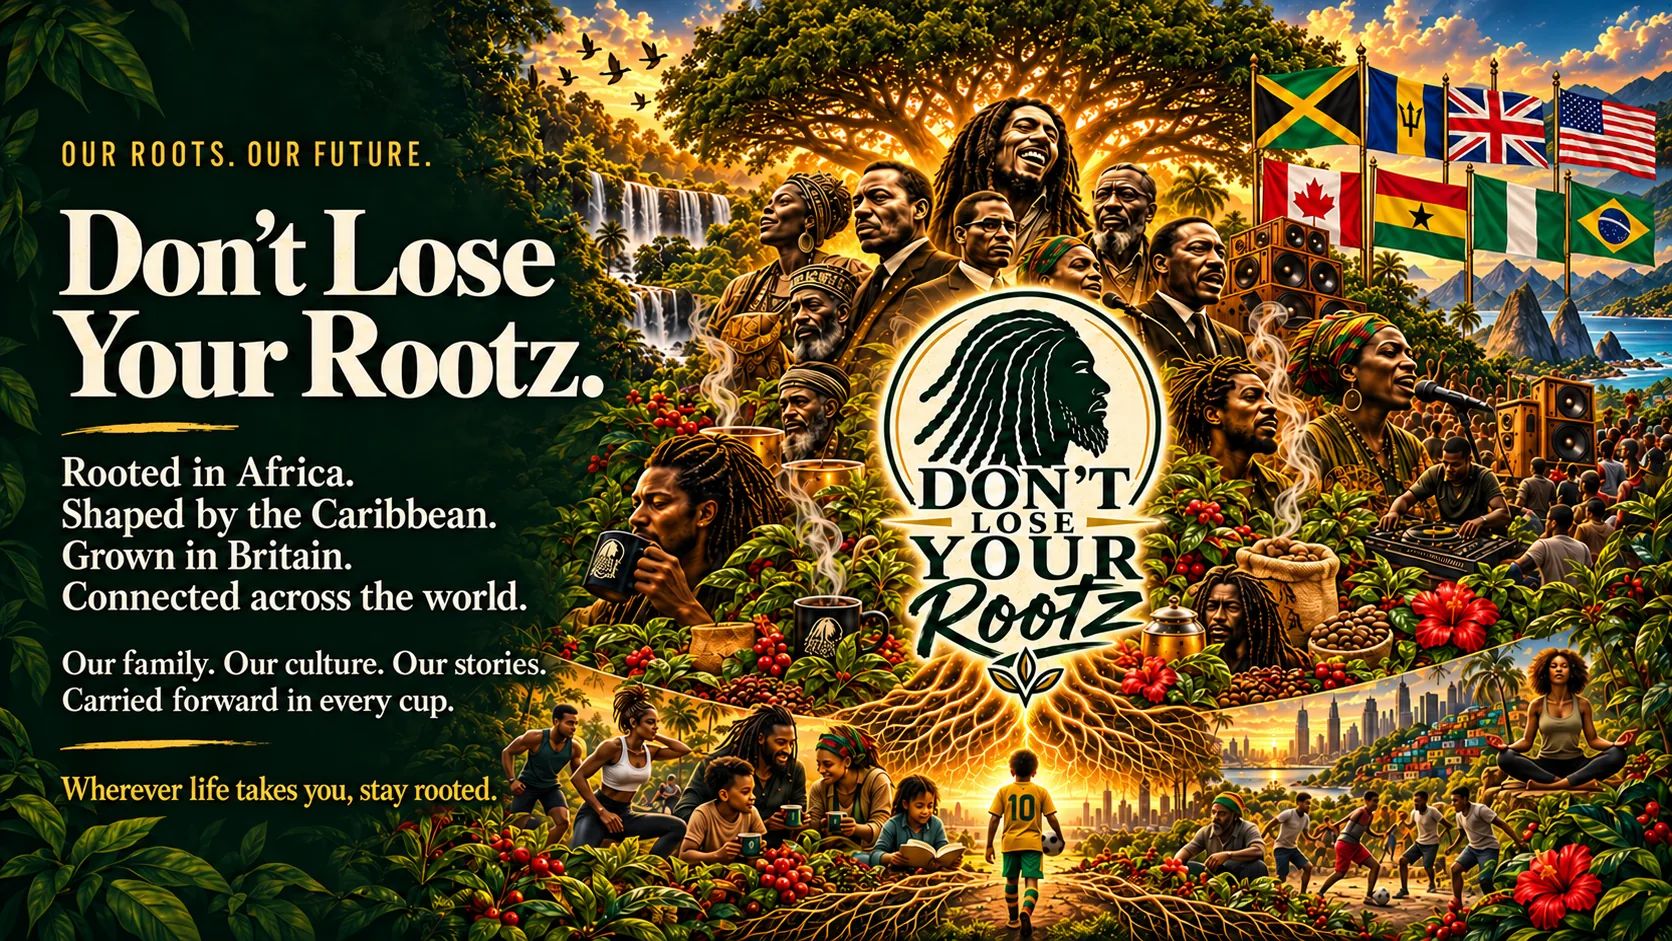 OUR ROOTS. OUR FUTURE.
Don't Lose
Your Rootz.
Rooted in Africa.
Shaped by the Caribbean.
Grown in Britain.
Connected across the world.
Our family. Our culture. Our stories.
Carried forward in every cup.
Wherever life takes you, stay rooted.
DON'T
LOSE
YOUR
Rootz
10